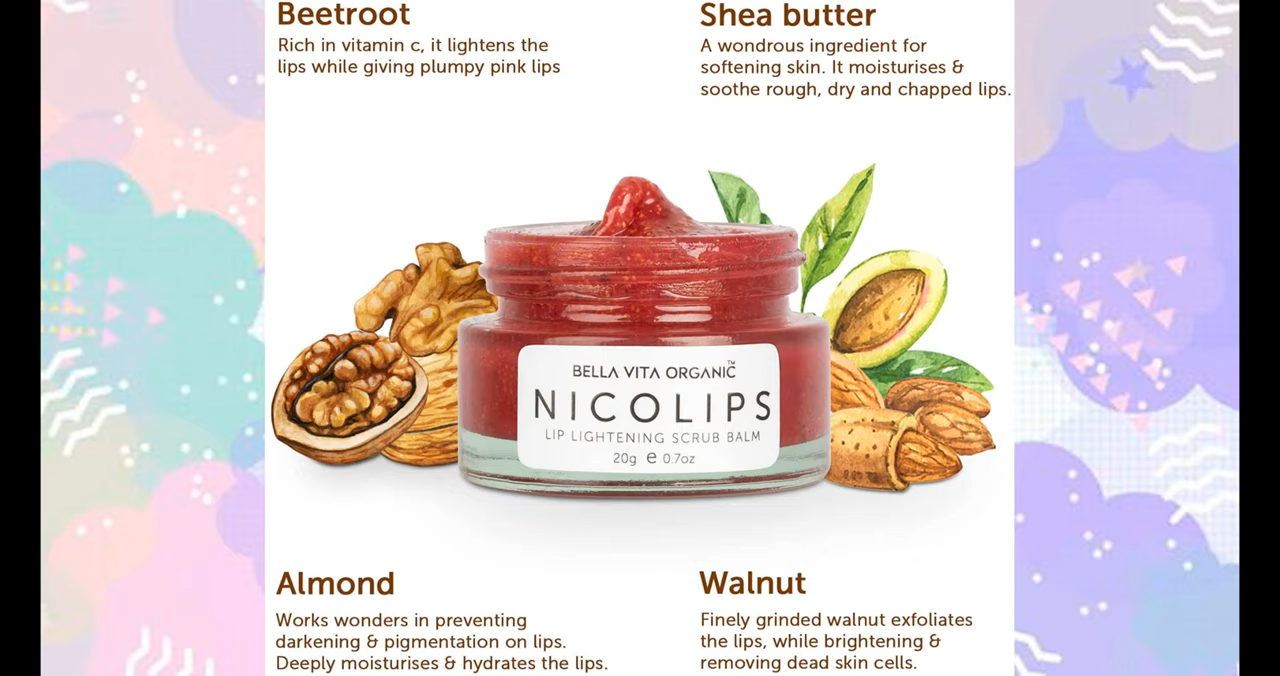 Beetroot
Rich in vitamin c, it lightens the
lips while giving plumpy pink lips
Shea butter
A wondrous ingredient for
softening skin. It moisturises &
soothe rough, dry and chapped lips.
BELLA VITA ORGANIC™
NICOLIPS
LIP LIGHTENING SCRUB BALM
20g e 0.7oz
Almond
Works wonders in preventing
darkening & pigmentation on lips.
Deeply moisturises & hydrates the lips.
Walnut
Finely grinded walnut exfoliates
the lips, while brightening &
removing dead skin cells.